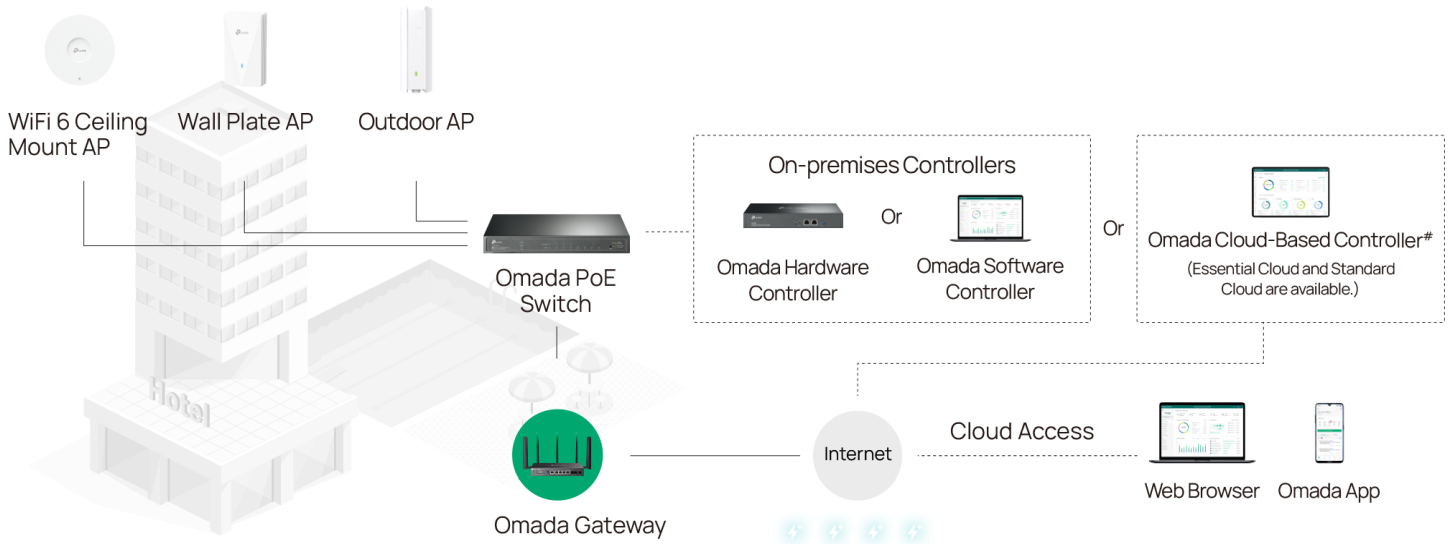 WiFi 6 Ceiling
Mount AP
Wall Plate AP
Outdoor AP
On-premises Controllers
Or
Omada Hardware
Controller
Omada Software
Controller
Or
Omada Cloud-Based Controller#
(Essential Cloud and Standard
Cloud are available.)
Omada PoE
Switch
Hotel
Omada Gateway
Internet
Cloud Access
Web Browser
Omada App